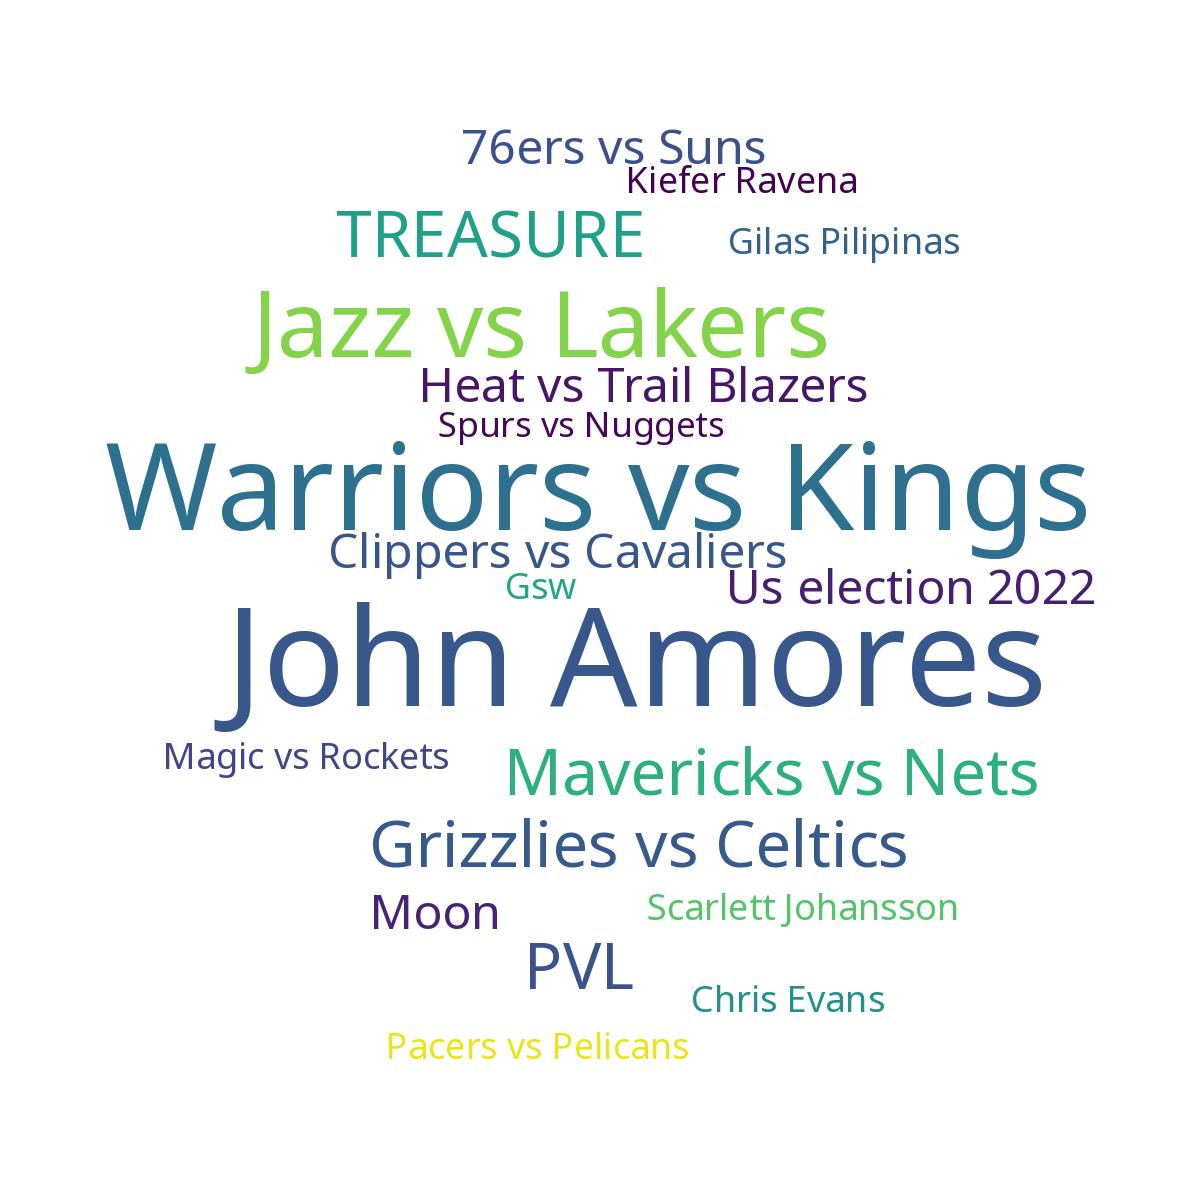 76ers vs Suns
Kiefer Ravena
TREASURE
Gilas Pilipinas
Jazz vs Lakers
Heat vs Trail Blazers
Spurs vs Nuggets
Warriors vs Kings
Clippers vs Cavaliers
Gsw
Us election 2022
John Amores
Magic vs Rockets
Mavericks vs Nets
Grizzlies vs Celtics
Moon
Scarlett Johansson
PVL
Chris Evans
Pacers vs Pelicans